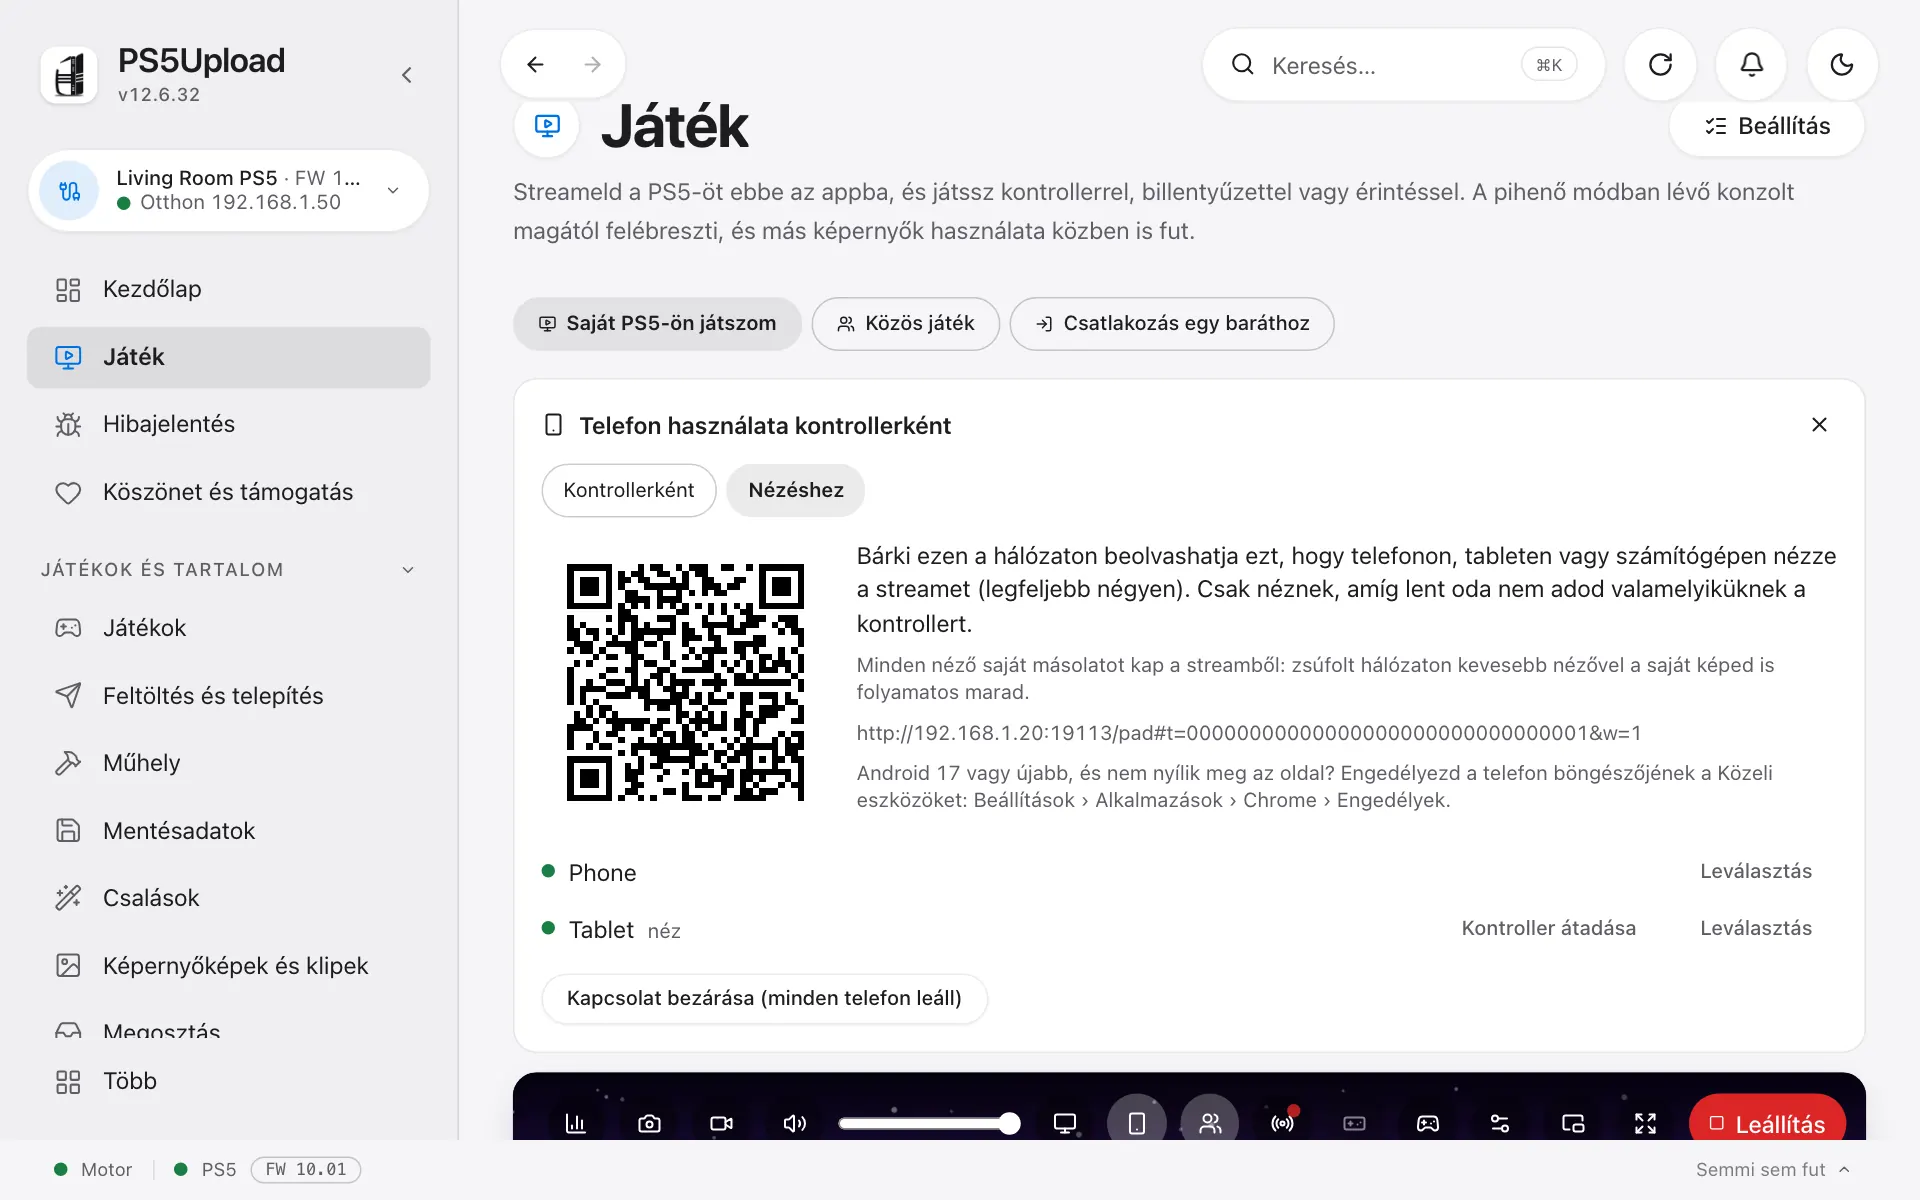 PS5Upload
v12.6.32
Living Room PS5 · FW 1...
Otthon 192.168.1.50
Kezdőlap
Játék
Hibajelentés
Köszönet és támogatás
JÁTÉKOK ÉS TARTALOM
Játékok
Feltöltés és telepítés
Műhely
Mentésadatok
Csalások
Képernyőképek és klipek
Megosztás
Több
Keresés...
⌘K
Játék
Beállítás
Streameld a PS5-öt ebbe az appba, és játssz kontrollerrel, billentyűzettel vagy érintéssel. A pihenő módban lévő konzolt
magától felébreszti, és más képernyők használata közben is fut.
Saját PS5-ön játszom
Közös játék
Csatlakozás egy baráthoz
Telefon használata kontrollerként
Kontrollerként
Nézéshez
Bárki ezen a hálózaton beolvashatja ezt, hogy telefonon, tableten vagy számítógépen nézze
a streamet (legfeljebb négyen). Csak néznek, amíg lent oda nem adod valamelyiküknek a
kontrollert.
Minden néző saját másolatot kap a streamből: zsúfolt hálózaton kevesebb nézővel a saját képed is
folyamatos marad.
http://192.168.1.20:19113/pad#t=00000000000000000000000000000001&w=1
Android 17 vagy újabb, és nem nyílik meg az oldal? Engedélyezd a telefon böngészőjének a Közeli
eszközöket: Beállítások › Alkalmazások › Chrome › Engedélyek.
Phone
Leválasztás
Tablet néz
Kontroller átadása
Leválasztás
Kapcsolat bezárása (minden telefon leáll)
Leállítás
Motor
PS5
FW 10.01
Semmi sem fut